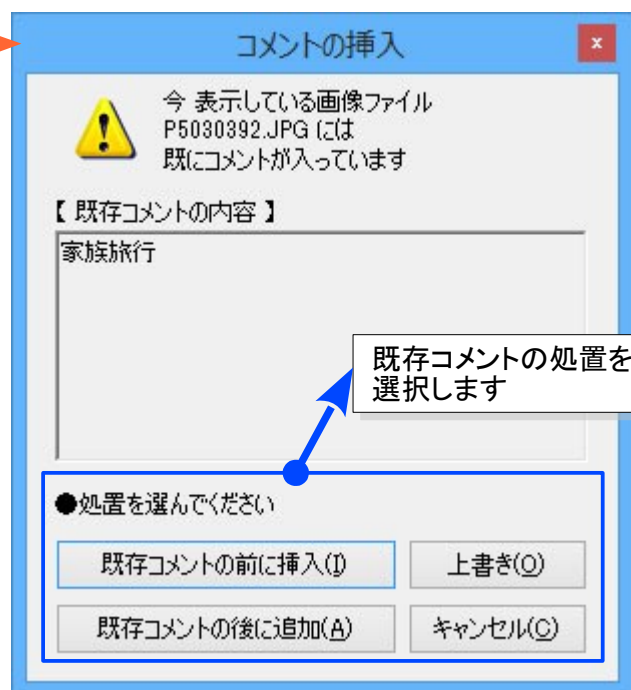 コメントの挿入
x
今 表示している画像ファイル
P5030392.JPG には
既にコメントが入っています
【 既存コメントの内容 】
家族旅行
既存コメントの処置を
選択します
●処置を選んでください
既存コメントの前に挿入(I)
上書き(O)
既存コメントの後に追加(A)
キャンセル(C)